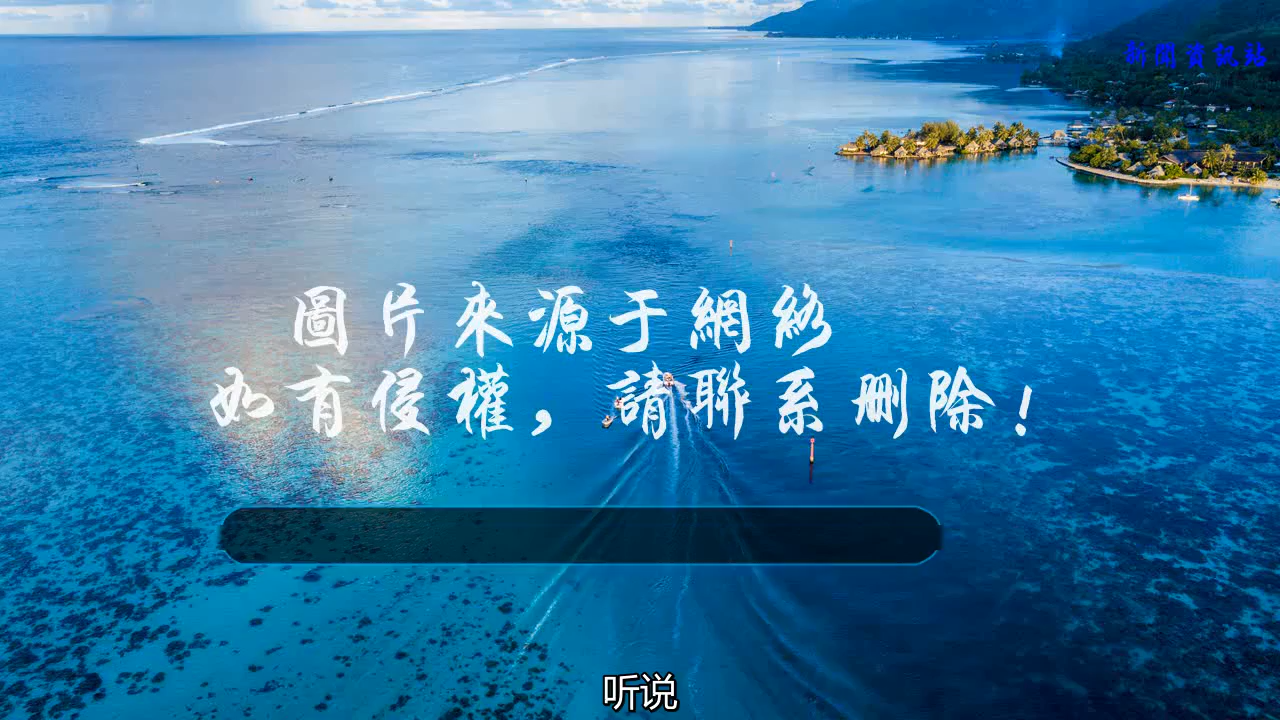 新聞資訊站
圖片來源于網絡
如有侵權，請聯系刪除！
听说